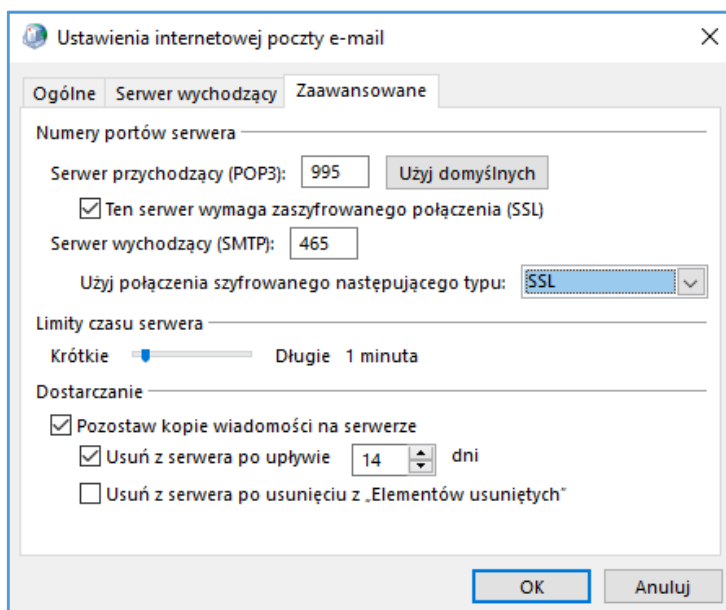 Ustawienia internetowej poczty e-mail
Ogólne Serwer wychodzący Zaawansowane
Numery portów serwera
Serwer przychodzący (POP3): 995 Użyj domyślnych
Ten serwer wymaga zaszyfrowanego połączenia (SSL)
Serwer wychodzący (SMTP): 465
Użyj połączenia szyfrowanego następującego typu: SSL
Limity czasu serwera
Krótkie Długie 1 minuta
Dostarczanie
Pozostaw kopie wiadomości na serwerze
Usuń z serwera po upływie 14 dni
Usuń z serwera po usunięciu z „Elementów usuniętych”
OK Anuluj